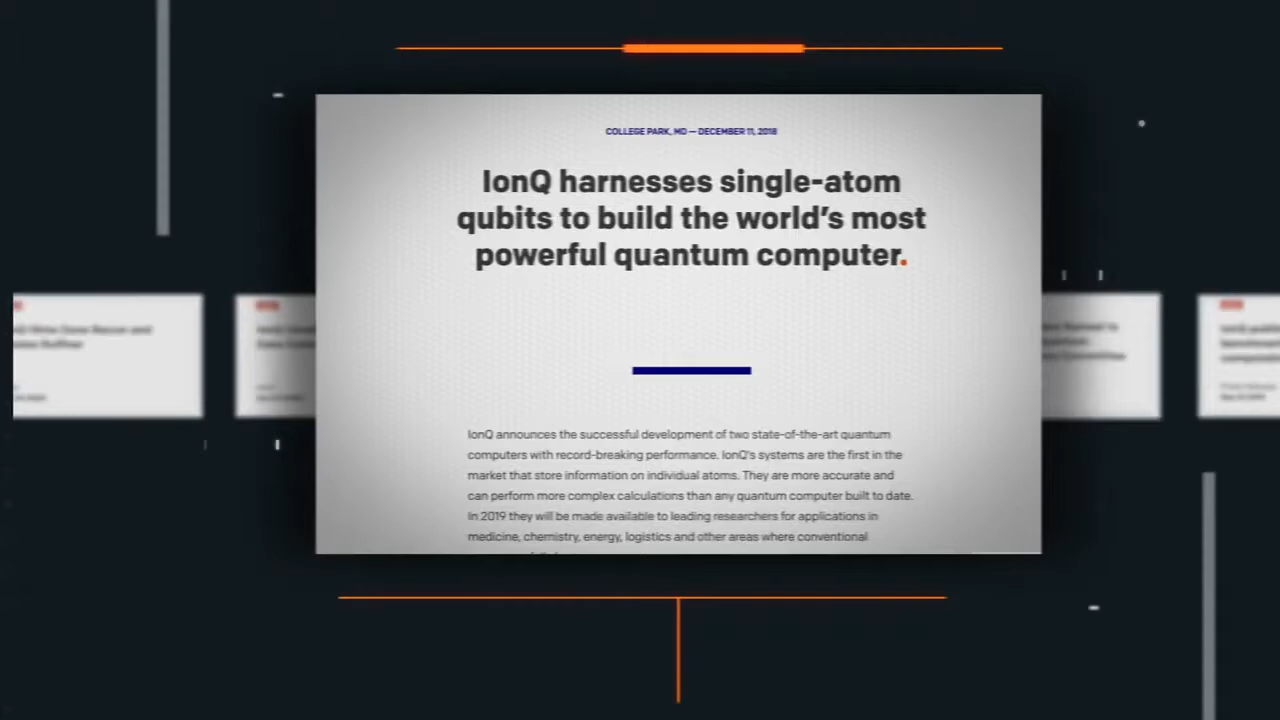 COLLEGE PARK, MD — DECEMBER 11, 2018
IonQ harnesses single-atom
qubits to build the world's most
powerful quantum computer.
IonQ announces the successful development of two state-of-the-art quantum
computers with record-breaking performance. IonQ's systems are the first in the
market that store information on individual atoms. They are more accurate and
can perform more complex calculations than any quantum computer built to date.
In 2019 they will be made available to leading researchers for applications in
medicine, chemistry, energy, logistics and other areas where conventional